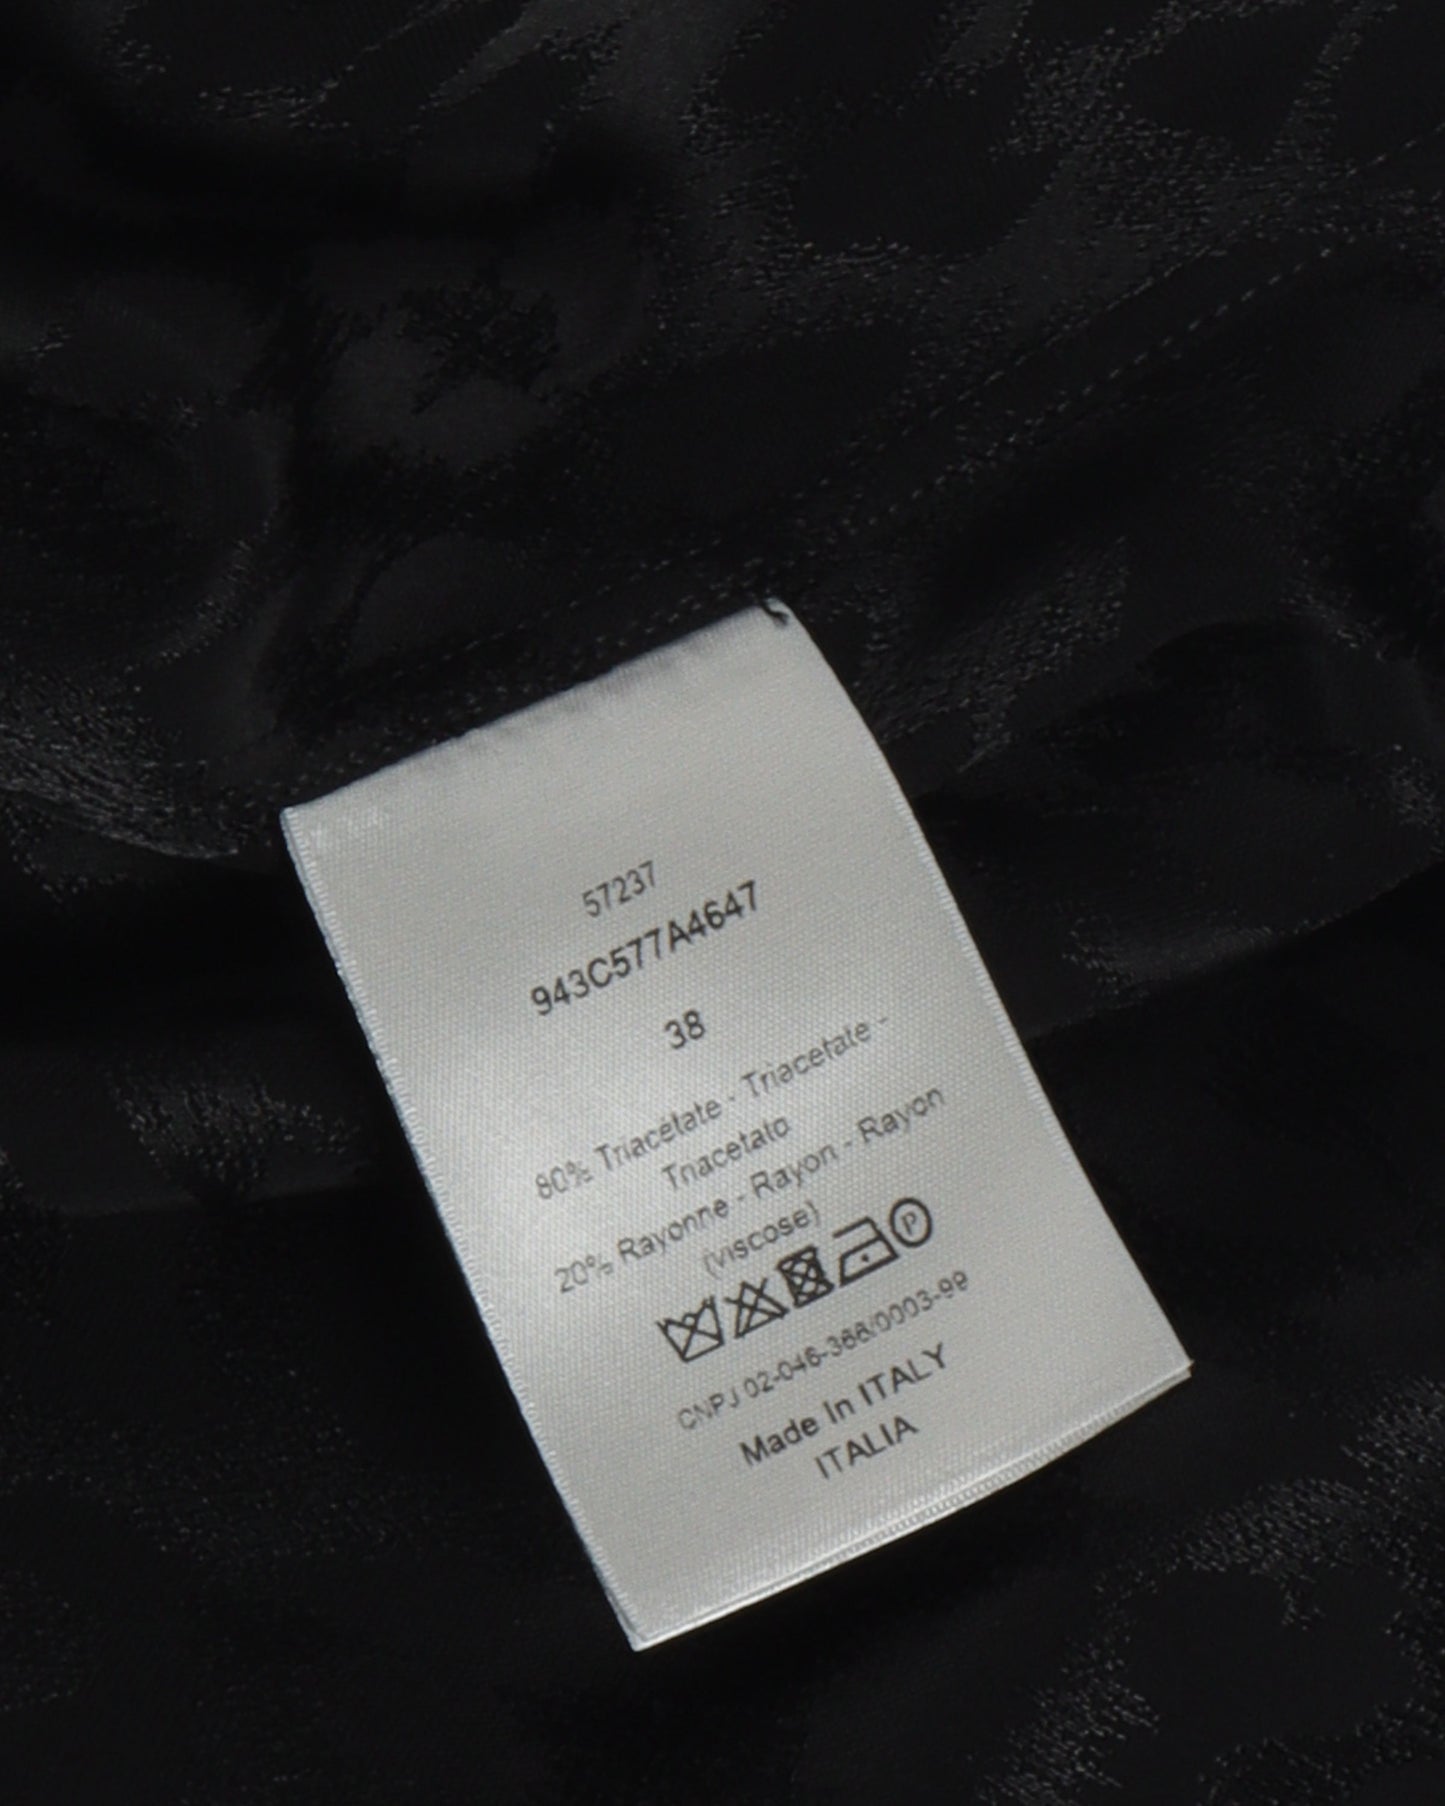 57237
943C577A4647
38
80% Triacétate - Triacetate -
Triacetato
20% Rayonne - Rayon - Rayon
(viscose)
P
CNPJ 02-046-368/0003-99
Made In ITALY
ITALIA